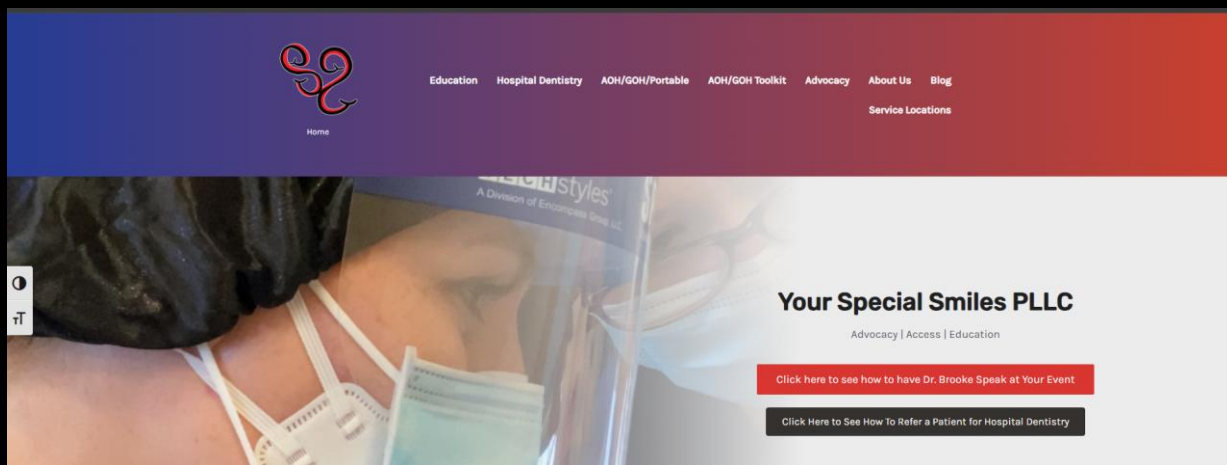 Education Hospital Dentistry AOH/GOH/Portable AOH/GOH Toolkit Advocacy About Us Blog
Service Locations
Home
styles
A Division of Encompass Group LLC
Your Special Smiles PLLC
Advocacy | Access | Education
Click here to see how to have Dr. Brooke Speak at Your Event
Click Here to See How To Refer a Patient for Hospital Dentistry